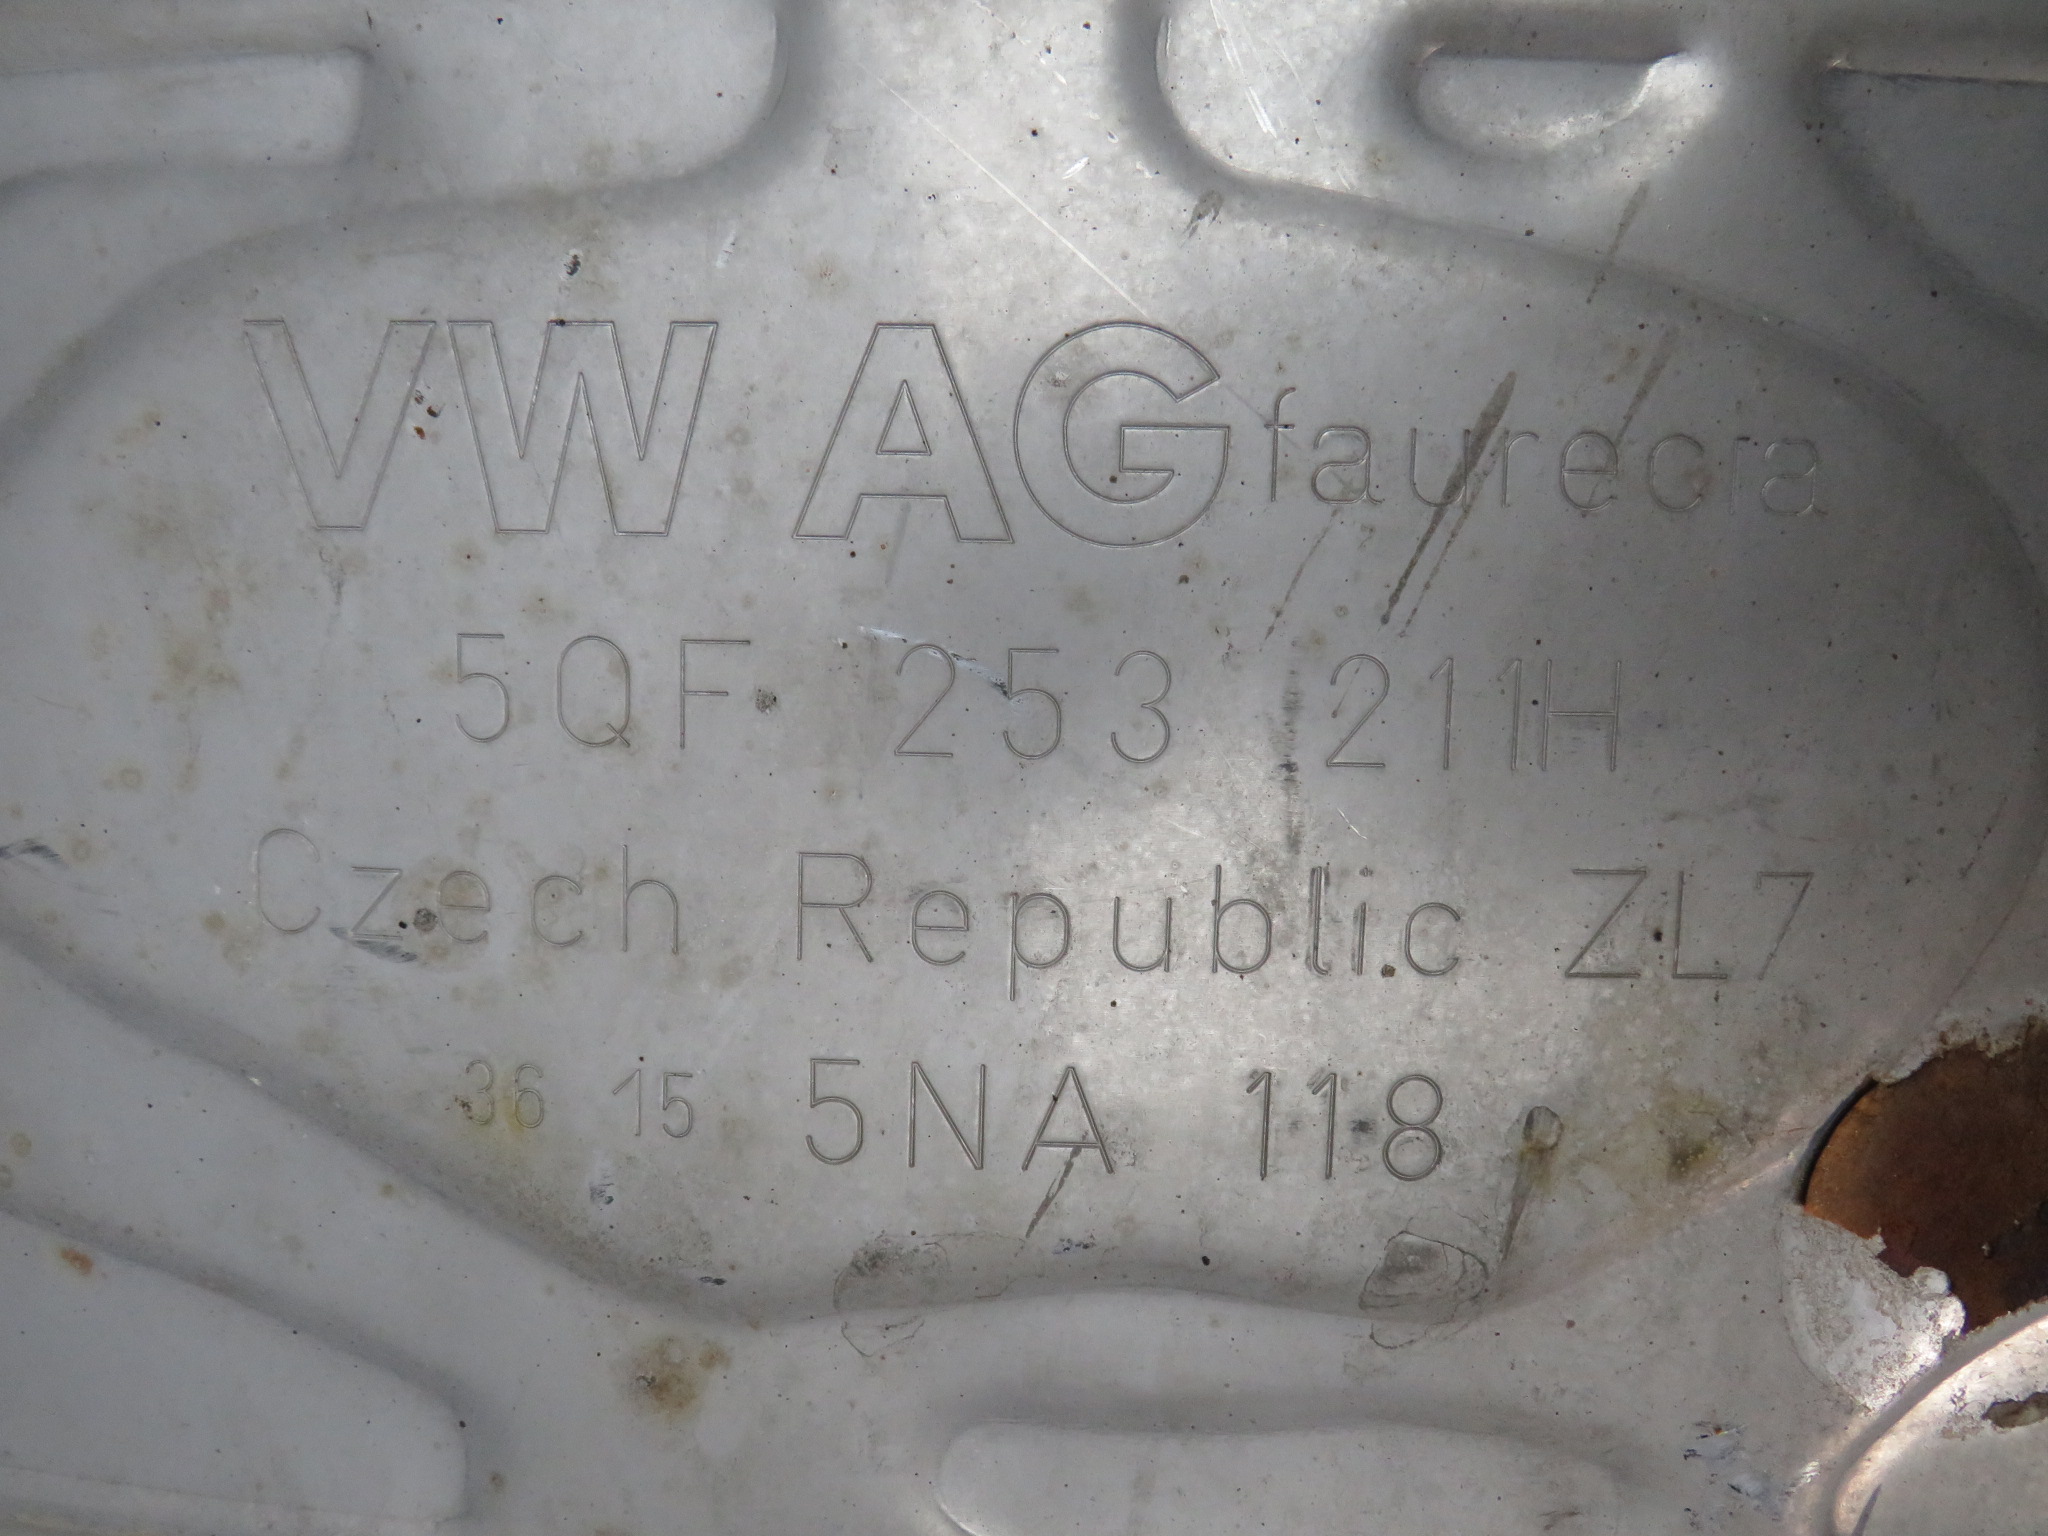 VW AG faurecia
5QF 253 211H
Czech Republic ZL7
36 15 5NA 118